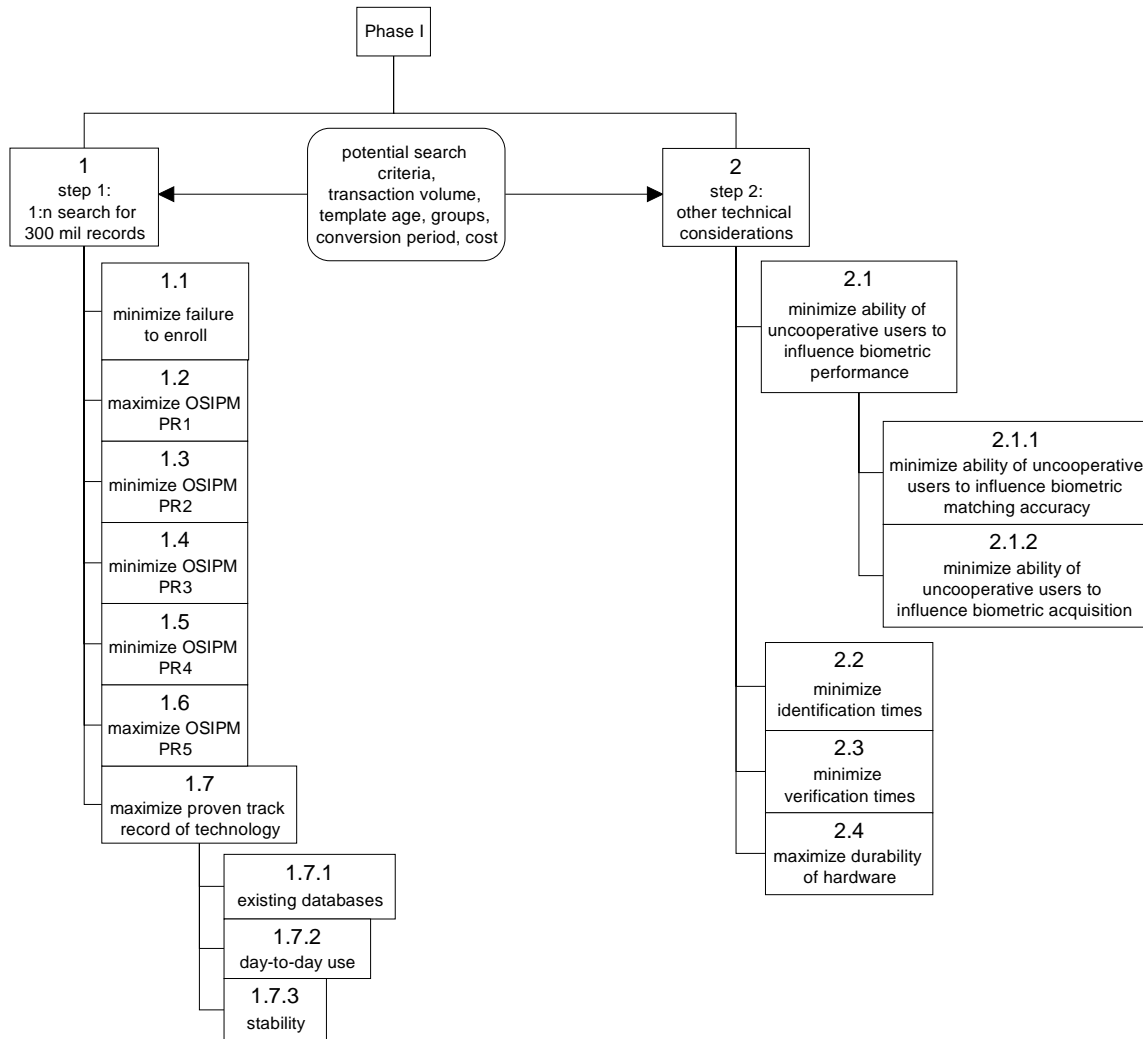 Phase I
1
step 1:
1:n search for
300 mil records
potential search
criteria,
transaction volume,
template age, groups,
conversion period, cost
2
step 2:
other technical
considerations
1.1
minimize failure
to enroll
1.2
maximize OSIPM
PR1
1.3
minimize OSIPM
PR2
1.4
minimize OSIPM
PR3
1.5
minimize OSIPM
PR4
1.6
maximize OSIPM
PR5
1.7
maximize proven track
record of technology
1.7.1
existing databases
1.7.2
day-to-day use
1.7.3
stability
2.1
minimize ability of
uncooperative users to
influence biometric
performance
2.1.1
minimize ability of uncooperative
users to influence biometric
matching accuracy
2.1.2
minimize ability of
uncooperative users to
influence biometric acquisition
2.2
minimize
identification times
2.3
minimize
verification times
2.4
maximize durability
of hardware